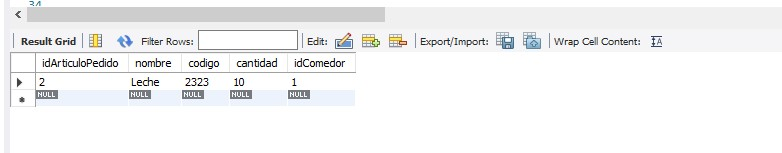 34
Result Grid Filter Rows: Edit: Export/Import: Wrap Cell Content: IA
idArticuloPedido nombre codigo cantidad idComedor
2 Leche 2323 10 1
NULL NULL NULL NULL NULL